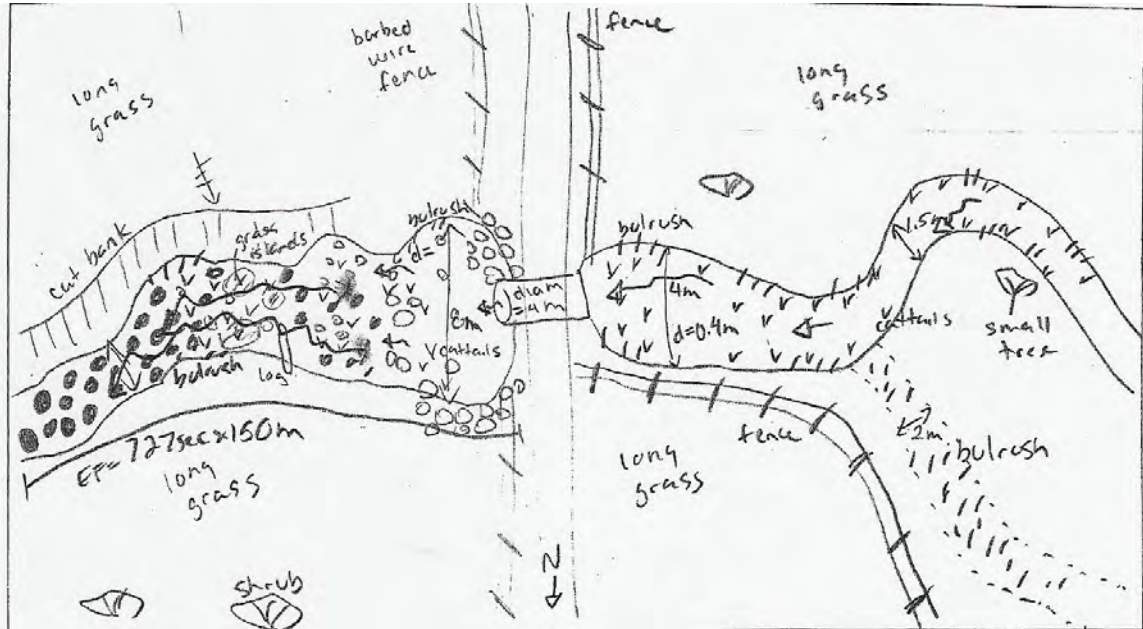 long
grass
barbed
wire
fence
fence
long
grass
cut bank
grass
islands
bulrush
d=
8m
diam
=4m
bulrush
4m
d=0.4m
1.5m
cattails
small
tree
cattails
bulrush
log
EF= 727sec x 150m
long
grass
long
grass
fence
2m
bulrush
shrub
N